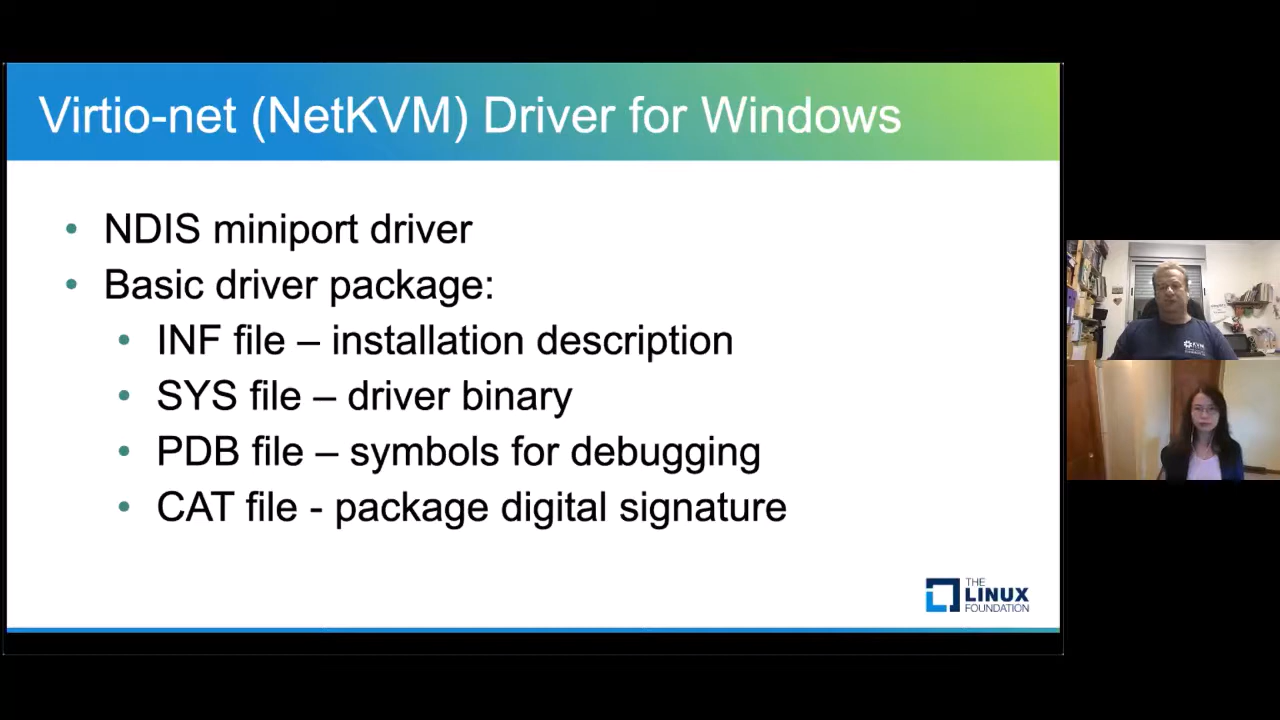 Virtio-net (NetKVM) Driver for Windows
• NDIS miniport driver
• Basic driver package:
• INF file – installation description
• SYS file – driver binary
• PDB file – symbols for debugging
• CAT file - package digital signature
THE
LINUX
FOUNDATION
KVM